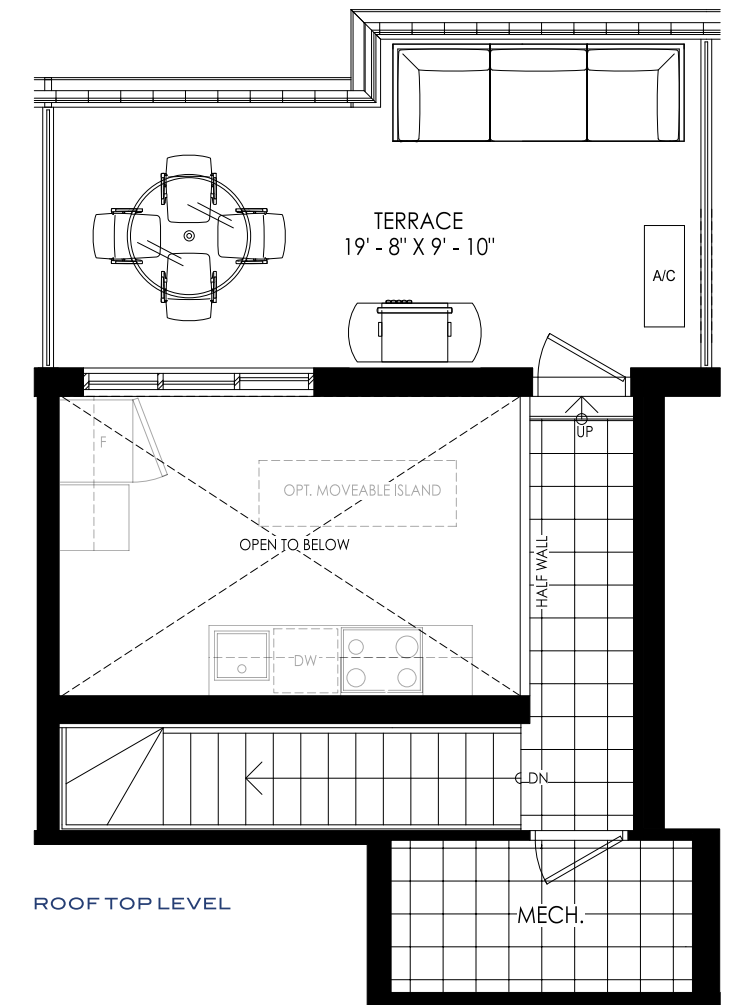 TERRACE
19' - 8" X 9' - 10"
A/C
UP
F
OPT. MOVEABLE ISLAND
OPEN TO BELOW
HALF WALL
DW
DN
ROOF TOP LEVEL
MECH.